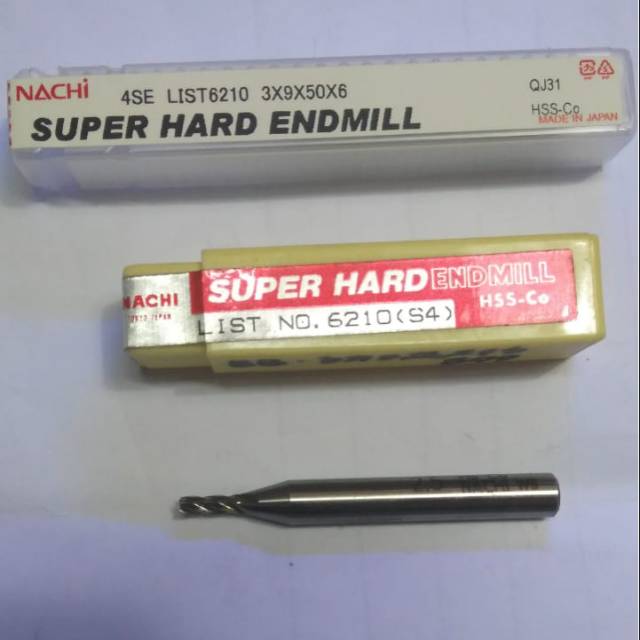 NACHi 4SE LIST6210 3X9X50X6 QJ31
SUPER HARD ENDMILL HSS-Co
MADE IN JAPAN
NACHI SUPER HARD ENDMILL
HSS-Co
LIST NO.6210(S4)
NACHI